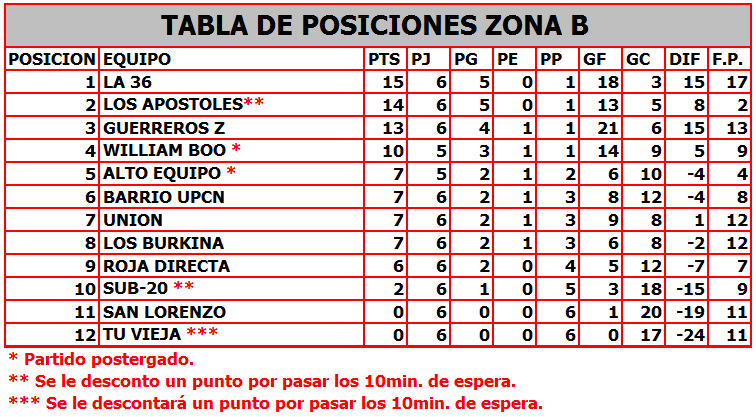 TABLA DE POSICIONES ZONA B
POSICION EQUIPO PTS PJ PG PE PP GF GC DIF F.P.
1 LA 36 15 6 5 0 1 18 3 15 17
2 LOS APOSTOLES** 14 6 5 0 1 13 5 8 2
3 GUERREROS Z 13 6 4 1 1 21 6 15 13
4 WILLIAM BOO * 10 5 3 1 1 14 9 5 9
5 ALTO EQUIPO * 7 5 2 1 2 6 10 -4 4
6 BARRIO UPCN 7 6 2 1 3 8 12 -4 8
7 UNION 7 6 2 1 3 9 8 1 12
8 LOS BURKINA 7 6 2 1 3 6 8 -2 12
9 ROJA DIRECTA 6 6 2 0 4 5 12 -7 7
10 SUB-20 ** 2 6 1 0 5 3 18 -15 9
11 SAN LORENZO 0 6 0 0 6 1 20 -19 11
12 TU VIEJA *** 0 6 0 0 6 0 17 -24 11
* Partido postergado.
** Se le desconto un punto por pasar los 10min. de espera.
*** Se le descontará un punto por pasar los 10min. de espera.